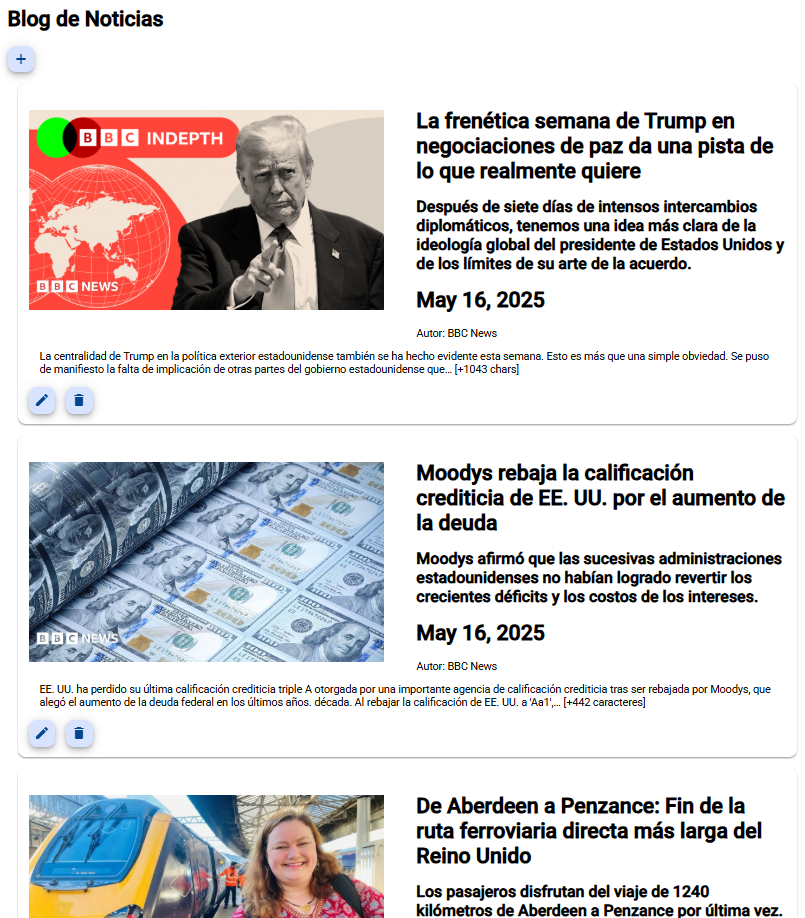 Blog de Noticias
+
BBC INDEPTH
BBC NEWS
La frenética semana de Trump en
negociaciones de paz da una pista de
lo que realmente quiere
Después de siete días de intensos intercambios
diplomáticos, tenemos una idea más clara de la
ideología global del presidente de Estados Unidos y
de los límites de su arte de la acuerdo.
May 16, 2025
Autor: BBC News
La centralidad de Trump en la política exterior estadounidense también se ha hecho evidente esta semana. Esto es más que una simple obviedad. Se puso
de manifiesto la falta de implicación de otras partes del gobierno estadounidense que… [+1043 chars]
BBC NEWS
Moodys rebaja la calificación
crediticia de EE. UU. por el aumento de
la deuda
Moodys afirmó que las sucesivas administraciones
estadounidenses no habían logrado revertir los
crecientes déficits y los costos de los intereses.
May 16, 2025
Autor: BBC News
EE. UU. ha perdido su última calificación crediticia triple A otorgada por una importante agencia de calificación crediticia tras ser rebajada por Moodys, que
alegó el aumento de la deuda federal en los últimos años. década. Al rebajar la calificación de EE. UU. a 'Aa1',… [+442 caracteres]
De Aberdeen a Penzance: Fin de la
ruta ferroviaria directa más larga del
Reino Unido
Los pasajeros disfrutan del viaje de 1240
kilómetros de Aberdeen a Penzance por última vez.